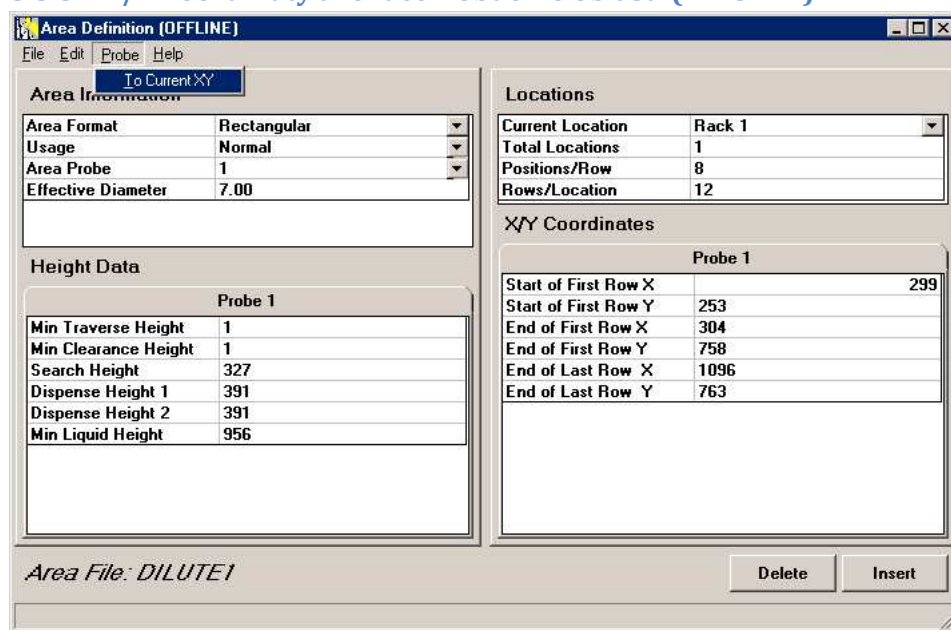 Area Definition (OFFLINE)
File Edit Probe Help
To Current XY
Area Information
Area Format Rectangular
Usage Normal
Area Probe 1
Effective Diameter 7.00
Height Data
Probe 1
Min Traverse Height 1
Min Clearance Height 1
Search Height 327
Dispense Height 1 391
Dispense Height 2 391
Min Liquid Height 956
Locations
Current Location Rack 1
Total Locations 1
Positions/Row 8
Rows/Location 12
X/Y Coordinates
Probe 1
Start of First Row X 299
Start of First Row Y 253
End of First Row X 304
End of First Row Y 758
End of Last Row X 1096
End of Last Row Y 763
Area File: DILUTE1
Delete Insert